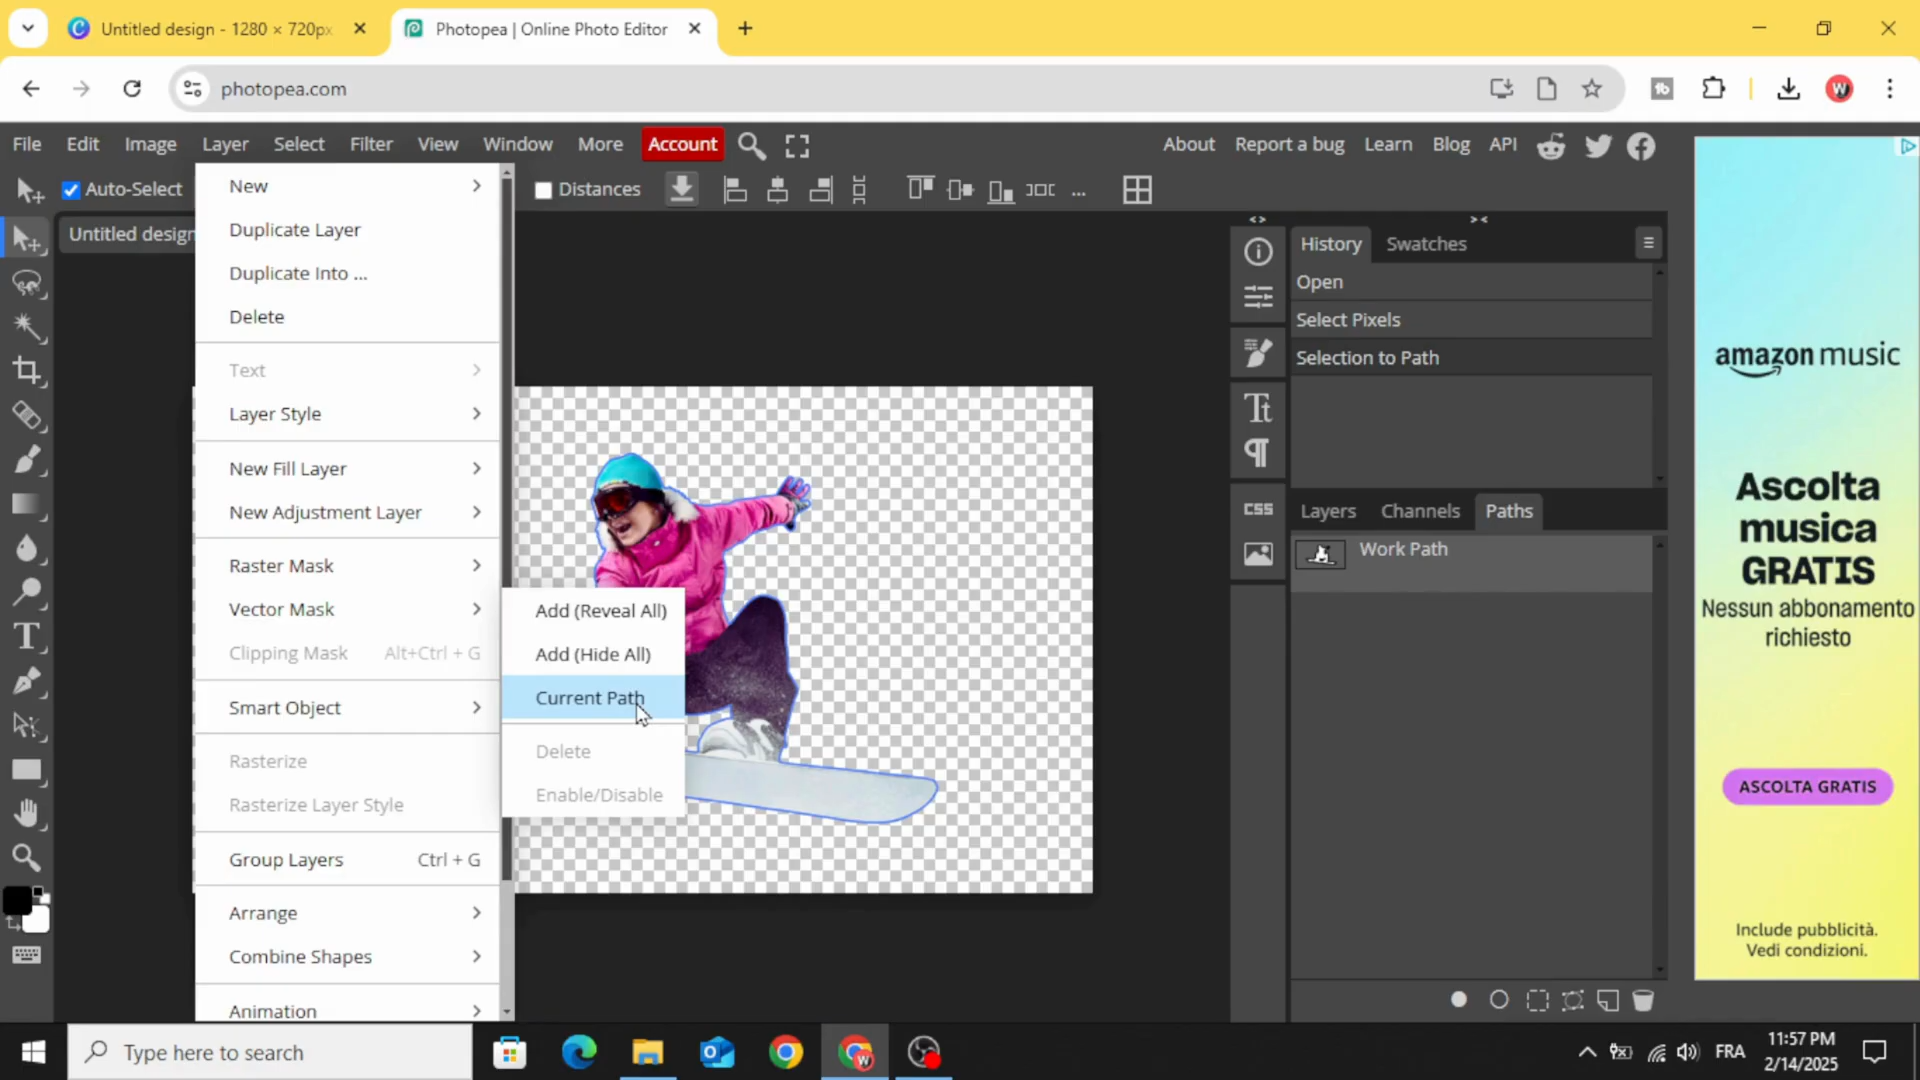 Untitled design - 1280 × 720px
Photopea | Online Photo Editor
photopea.com
File Edit Image Layer Select Filter View Window More Account
About Report a bug Learn Blog API
Auto-Select
Distances
...
Untitled design
New
Duplicate Layer
Duplicate Into ...
Delete
Text
Layer Style
New Fill Layer
New Adjustment Layer
Raster Mask
Vector Mask
Clipping Mask Alt+Ctrl + G
Smart Object
Rasterize
Rasterize Layer Style
Group Layers Ctrl + G
Arrange
Combine Shapes
Animation
Add (Reveal All)
Add (Hide All)
Current Path
Delete
Enable/Disable
CSS
History Swatches
Open
Select Pixels
Selection to Path
Layers Channels Paths
Work Path
amazon music
Ascolta
musica
GRATIS
Nessun abbonamento
richiesto
ASCOLTA GRATIS
Include pubblicità.
Vedi condizioni.
Type here to search
FRA
11:57 PM
2/14/2025